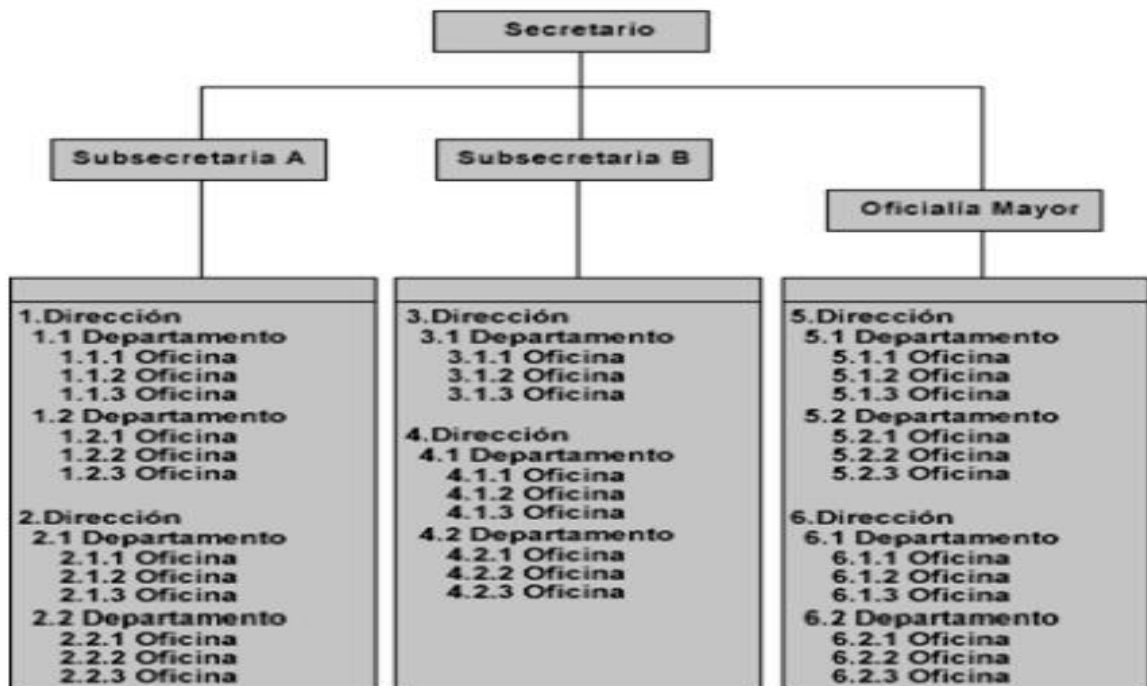 Secretario
Subsecretaria A
Subsecretaria B
Oficialía Mayor
1.Dirección
1.1 Departamento
1.1.1 Oficina
1.1.2 Oficina
1.1.3 Oficina
1.2 Departamento
1.2.1 Oficina
1.2.2 Oficina
1.2.3 Oficina
2.Dirección
2.1 Departamento
2.1.1 Oficina
2.1.2 Oficina
2.1.3 Oficina
2.2 Departamento
2.2.1 Oficina
2.2.2 Oficina
2.2.3 Oficina
3.Dirección
3.1 Departamento
3.1.1 Oficina
3.1.2 Oficina
3.1.3 Oficina
4.Dirección
4.1 Departamento
4.1.1 Oficina
4.1.2 Oficina
4.1.3 Oficina
4.2 Departamento
4.2.1 Oficina
4.2.2 Oficina
4.2.3 Oficina
5.Dirección
5.1 Departamento
5.1.1 Oficina
5.1.2 Oficina
5.1.3 Oficina
5.2 Departamento
5.2.1 Oficina
5.2.2 Oficina
5.2.3 Oficina
6.Dirección
6.1 Departamento
6.1.1 Oficina
6.1.2 Oficina
6.1.3 Oficina
6.2 Departamento
6.2.1 Oficina
6.2.2 Oficina
6.2.3 Oficina